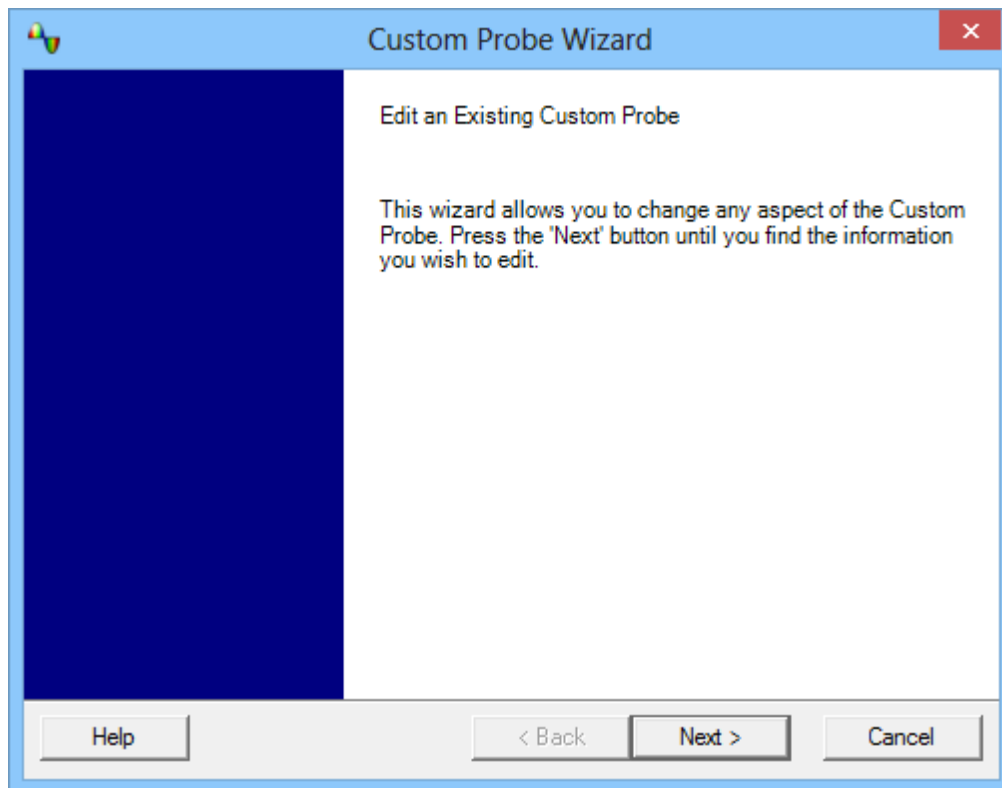 Custom Probe Wizard
Edit an Existing Custom Probe
This wizard allows you to change any aspect of the Custom
Probe. Press the 'Next' button until you find the information
you wish to edit.
Help
< Back
Next >
Cancel